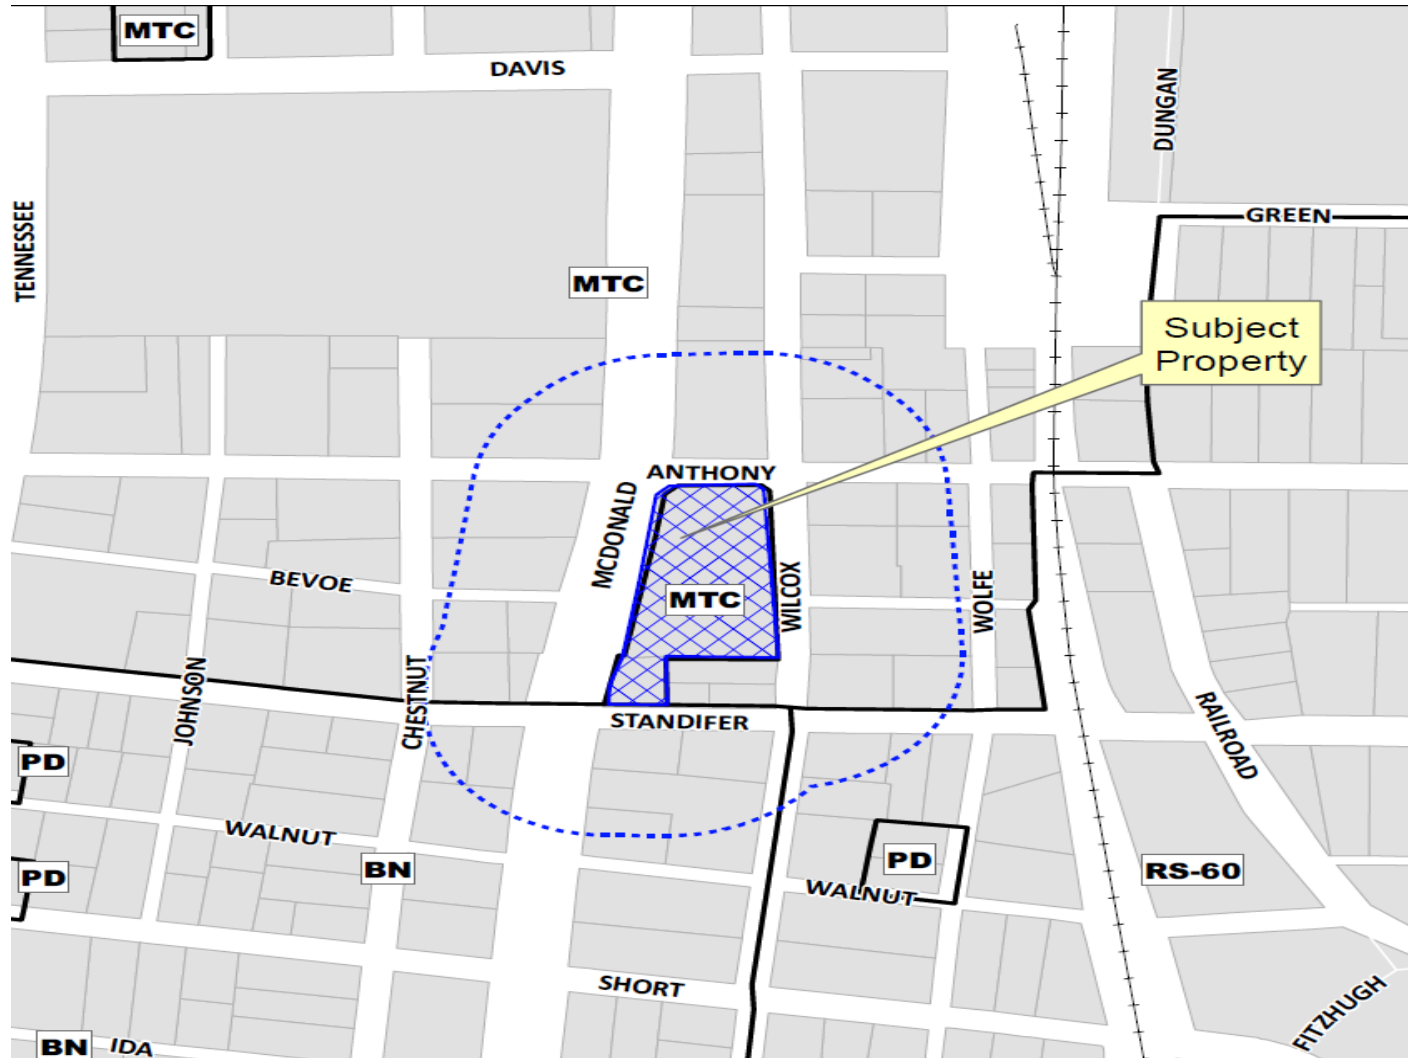 MTC
DAVIS
DUNGAN
TENNESSEE
GREEN
MTC
Subject
Property
ANTHONY
MCDONALD
BEVOE
MTC
WILCOX
WOLFE
JOHNSON
CHESTNUT
STANDIFER
RAILROAD
PD
WALNUT
BN
PD
PD
WALNUT
RS-60
SHORT
FITZHUGH
BN
IDA